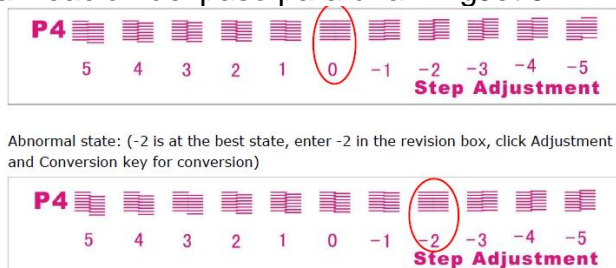 P4
5 4 3 2 1 0 -1 -2 -3 -4 -5
Step Adjustment
Abnormal state: (-2 is at the best state, enter -2 in the revision box, click Adjustment
and Conversion key for conversion)
P4
5 4 3 2 1 0 -1 -2 -3 -4 -5
Step Adjustment